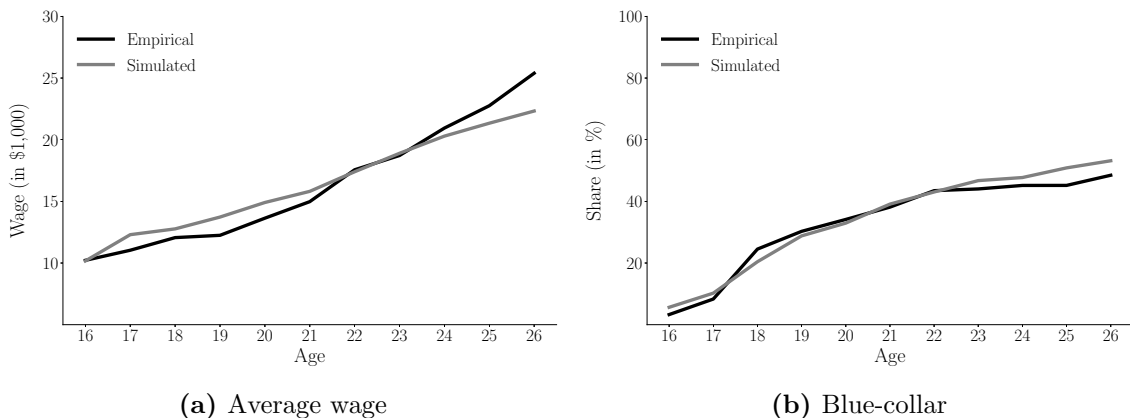 30
25
20
15
10
Wage (in $1,000)
Empirical
Simulated
16 17 18 19 20 21 22 23 24 25 26
Age
(a) Average wage
100
80
60
40
20
Share (in %)
Empirical
Simulated
16 17 18 19 20 21 22 23 24 25 26
Age
(b) Blue-collar